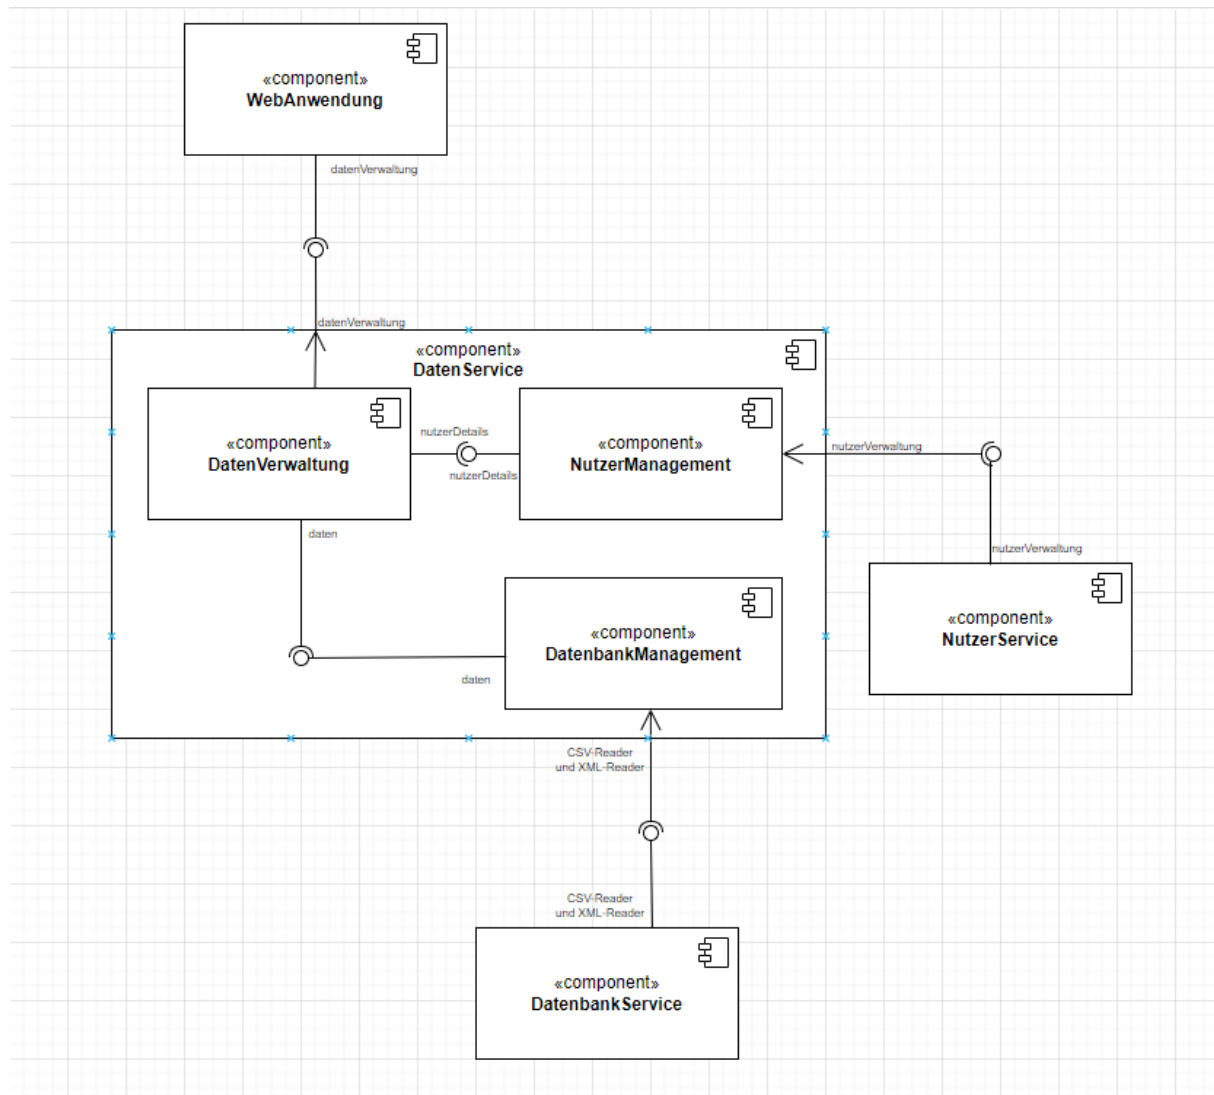 «component»
WebAnwendung
datenVerwaltung
datenVerwaltung
«component»
DatenService
«component»
DatenVerwaltung
nutzerDetails
nutzerDetails
«component»
NutzerManagement
nutzerVerwaltung
nutzerVerwaltung
«component»
NutzerService
daten
daten
«component»
DatenbankManagement
CSV-Reader
und XML-Reader
CSV-Reader
und XML-Reader
«component»
DatenbankService